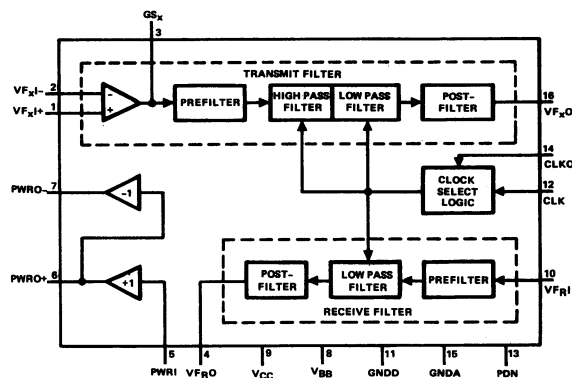 GSx
3
TRANSMIT FILTER
VFxI− 2
VFxI+ 1
−
+
PREFILTER
HIGH PASS FILTER
LOW PASS FILTER
POST-
FILTER
16
VFxO
14
CLKO
CLOCK
SELECT
LOGIC
12
CLK
PWRO− 7
−1
PWRO+ 6
+1
POST-
FILTER
LOW PASS
FILTER
PREFILTER
10
VFRI
RECEIVE FILTER
5
PWRI
4
VFRO
9
VCC
8
VBB
11
GNDD
15
GNDA
13
PDN